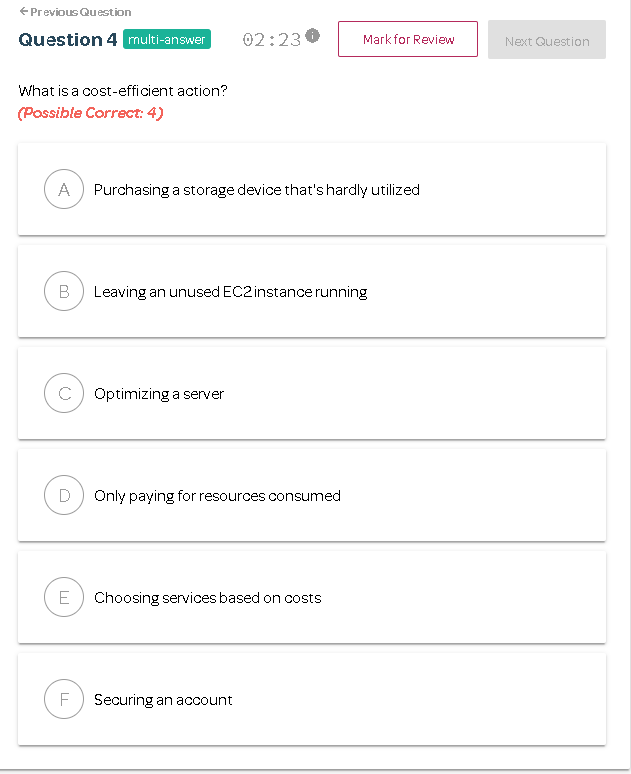 Previous Question
Question 4 multi-answer 02:23 Mark for Review Next Question
What is a cost-efficient action?
(Possible Correct: 4)
A Purchasing a storage device that's hardly utilized
B Leaving an unused EC2 instance running
C Optimizing a server
D Only paying for resources consumed
E Choosing services based on costs
F Securing an account